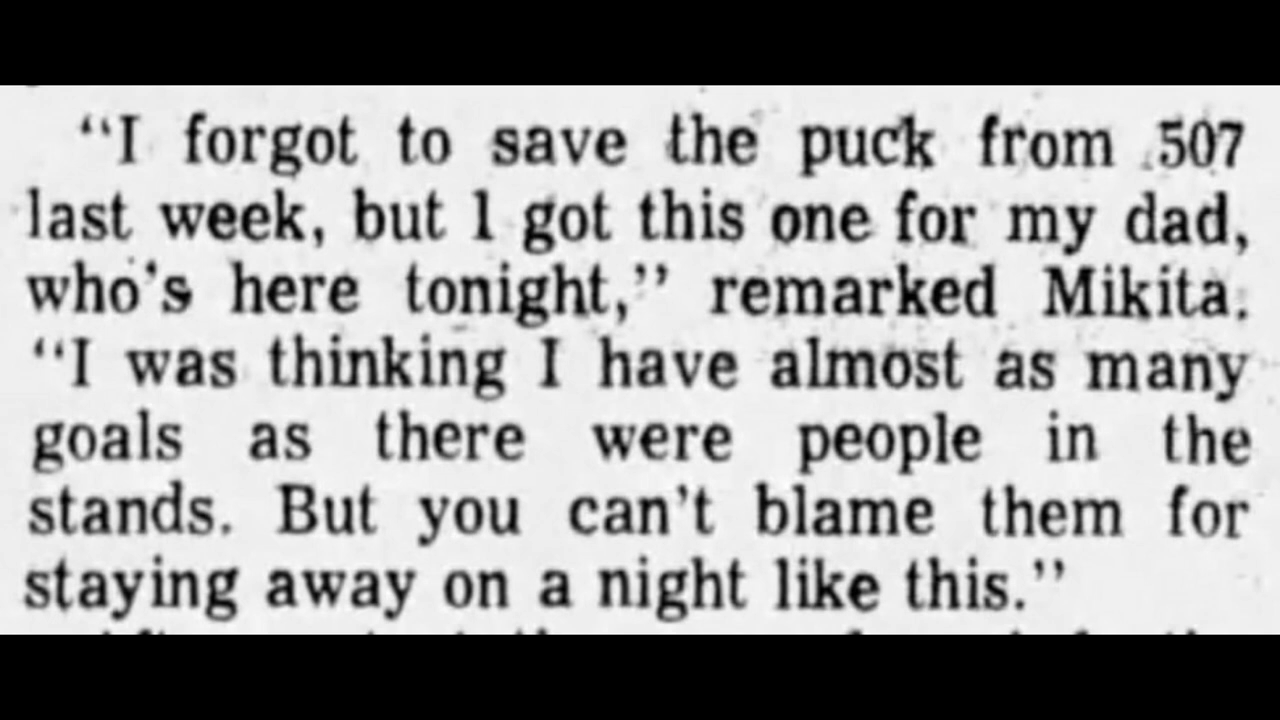 “I forgot to save the puck from 507
last week, but I got this one for my dad,
who's here tonight,” remarked Mikita.
“I was thinking I have almost as many
goals as there were people in the
stands. But you can't blame them for
staying away on a night like this.”